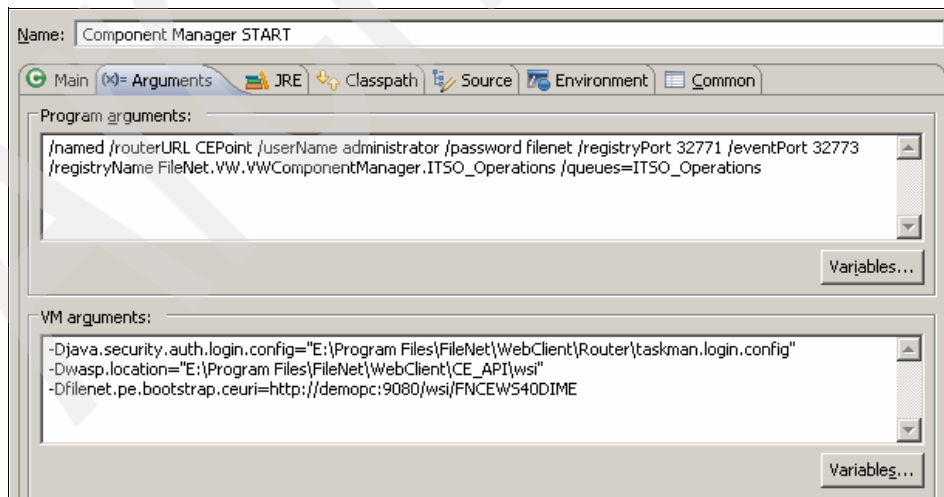 Name: Component Manager START
Main (x)= Arguments JRE Classpath Source Environment Common
Program arguments:
/named /routerURL CEPoint /userName administrator /password filenet /registryPort 32771 /eventPort 32773
/registryName FileNet.VW.VWComponentManager.ITSO_Operations /queues=ITSO_Operations
Variables...
VM arguments:
-Djava.security.auth.login.config="E:\Program Files\FileNet\WebClient\Router\taskman.login.config"
-Dwasp.location="E:\Program Files\FileNet\WebClient\CE_API\wsi"
-Dfilenet.pe.bootstrap.ceuri=http://demopc:9080/wsi/FNCEWS40DIME
Variables...